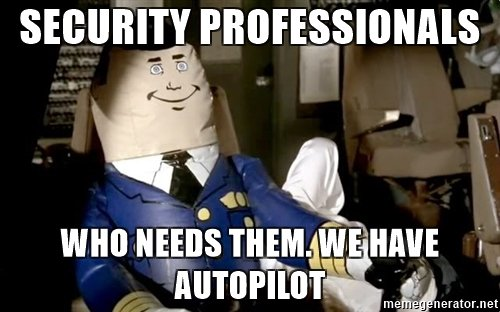 SECURITY PROFESSIONALS
WHO NEEDS THEM. WE HAVE
AUTOPILOT
memegenerator.net